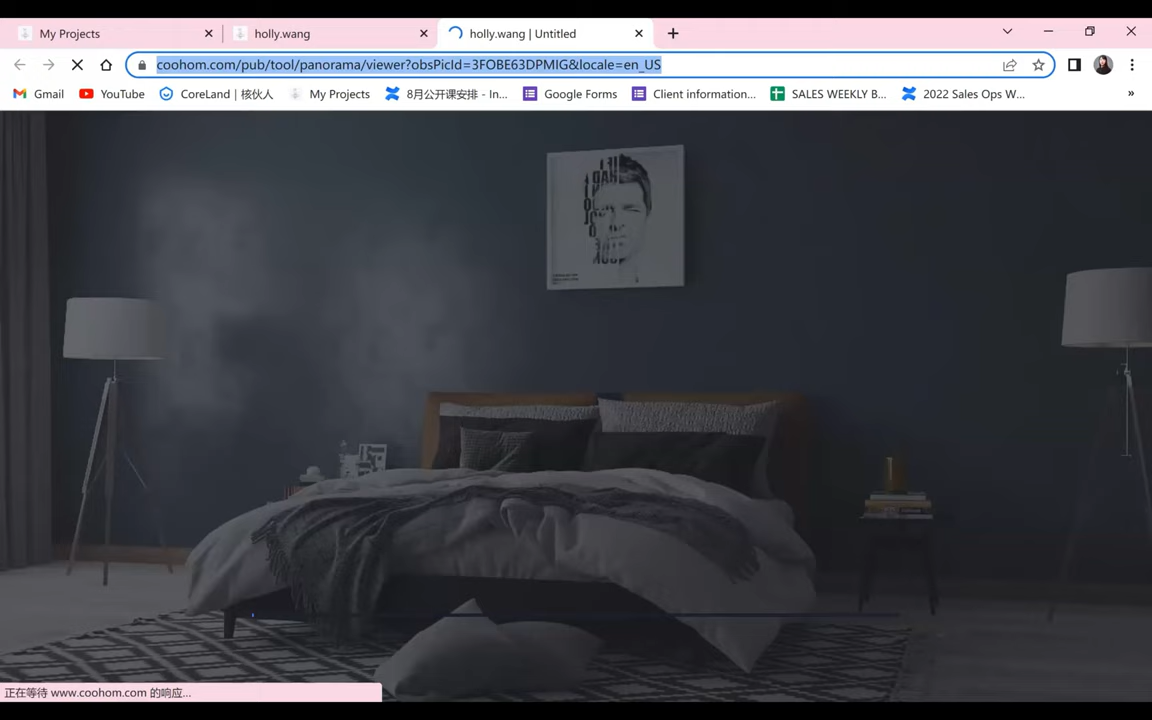 My Projects
holly.wang
holly.wang | Untitled
coohom.com/pub/tool/panorama/viewer?obsPicId=3FOBE63DPMIG&locale=en_US
Gmail
YouTube
CoreLand | 核伙人
My Projects
8月公开课安排 - In...
Google Forms
Client information...
SALES WEEKLY B...
2022 Sales Ops W...
»
正在等待 www.coohom.com 的响应...